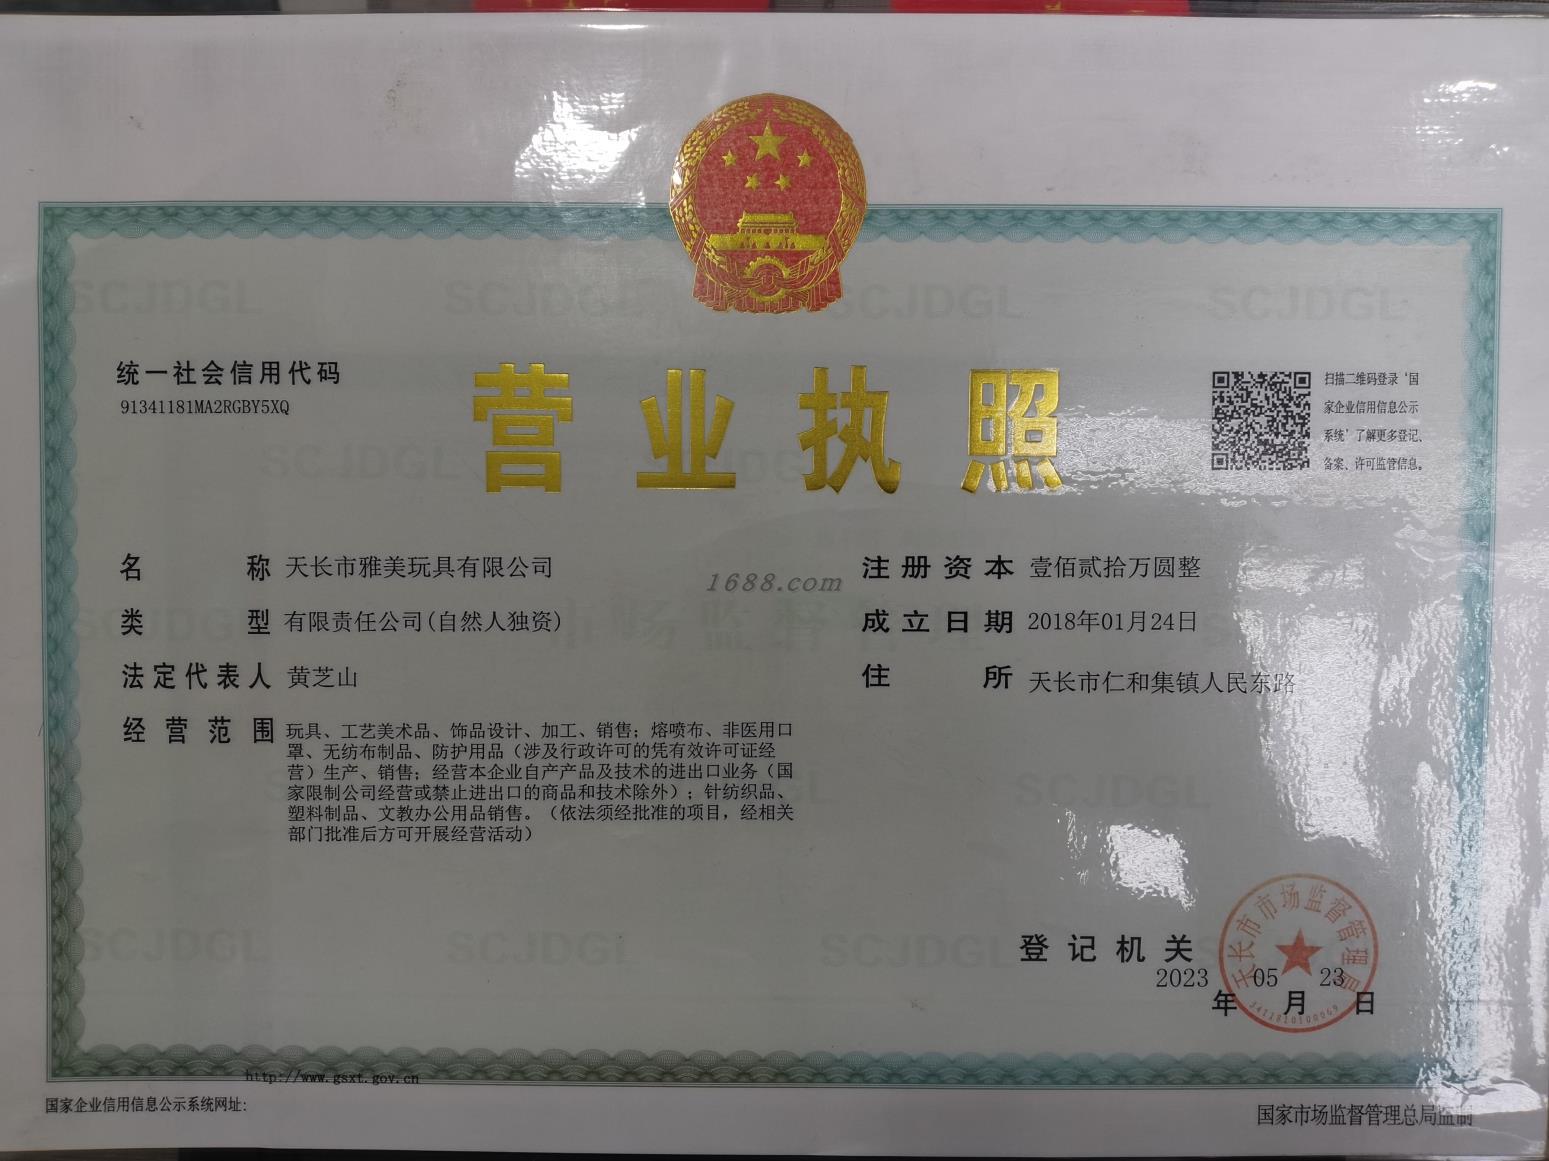 统一社会信用代码
91341181MA2RGBY5XQ
营业执照
扫描二维码登录‘国
家企业信用信息公示
系统’了解更多登记、
备案、许可监管信息。
名称 天长市雅美玩具有限公司
类型 有限责任公司(自然人独资)
法定代表人 黄芝山
经营范围 玩具、工艺美术品、饰品设计、加工、销售；熔喷布、非医用口
罩、无纺布制品、防护用品（涉及行政许可的凭有效许可证经
营）生产、销售；经营本企业自产产品及技术的进出口业务（国
家限制公司经营或禁止进出口的商品和技术除外）；针纺织品、
塑料制品、文教办公用品销售。（依法须经批准的项目，经相关
部门批准后方可开展经营活动）
注册资本 壹佰贰拾万圆整
成立日期 2018年01月24日
住所 天长市仁和集镇人民东路
1688.com
SCJDGL
市场监督管理
登记机关
2023年05月23日
天长市市场监督管理局
3411810100069
http://www.gsxt.gov.cn
国家企业信用信息公示系统网址:
国家市场监督管理总局监制